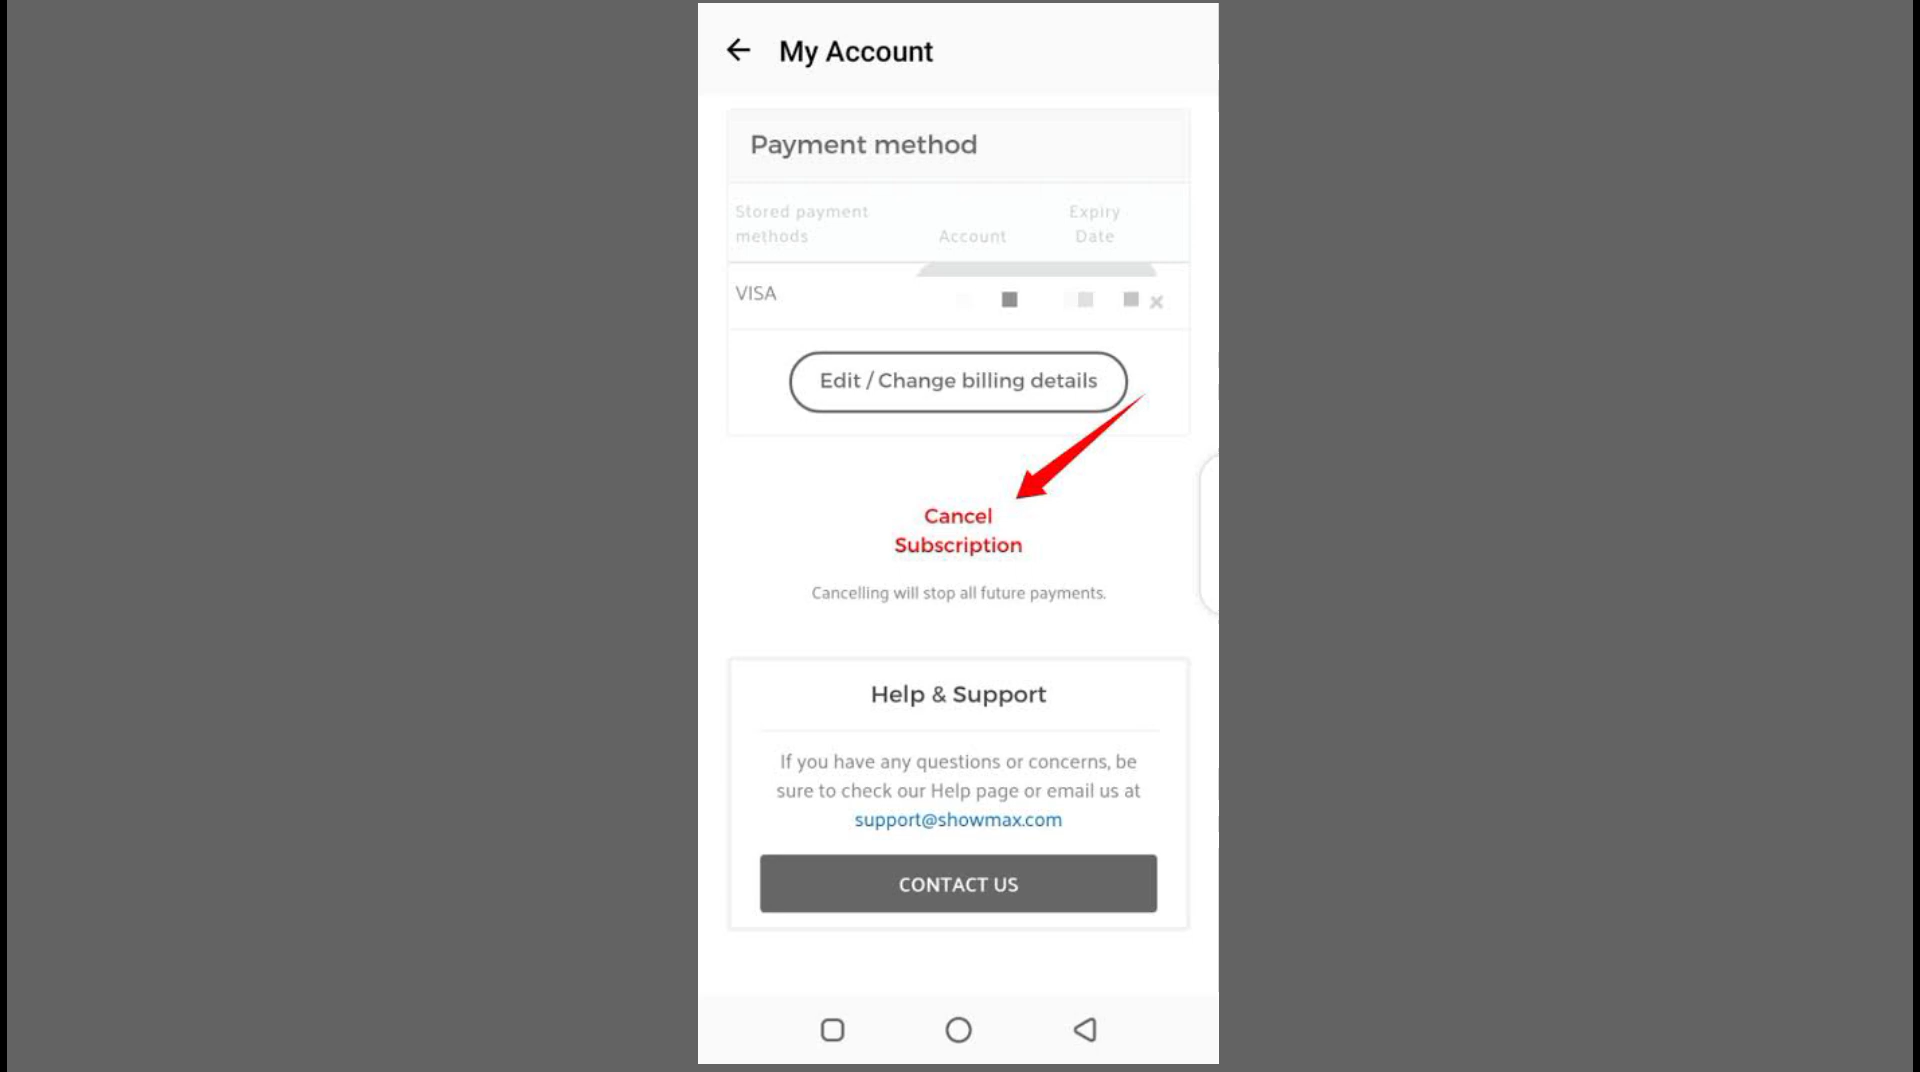 My Account
Payment method
Stored payment
methods
Account
Expiry
Date
VISA
Edit / Change billing details
Cancel
Subscription
Cancelling will stop all future payments.
Help & Support
If you have any questions or concerns, be
sure to check our Help page or email us at
support@showmax.com
CONTACT US